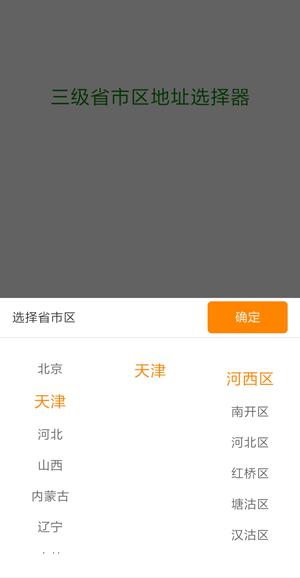 三级省市区地址选择器
选择省市区
确定
北京
天津
河北
山西
内蒙古
辽宁
天津
河西区
南开区
河北区
红桥区
塘沽区
汉沽区